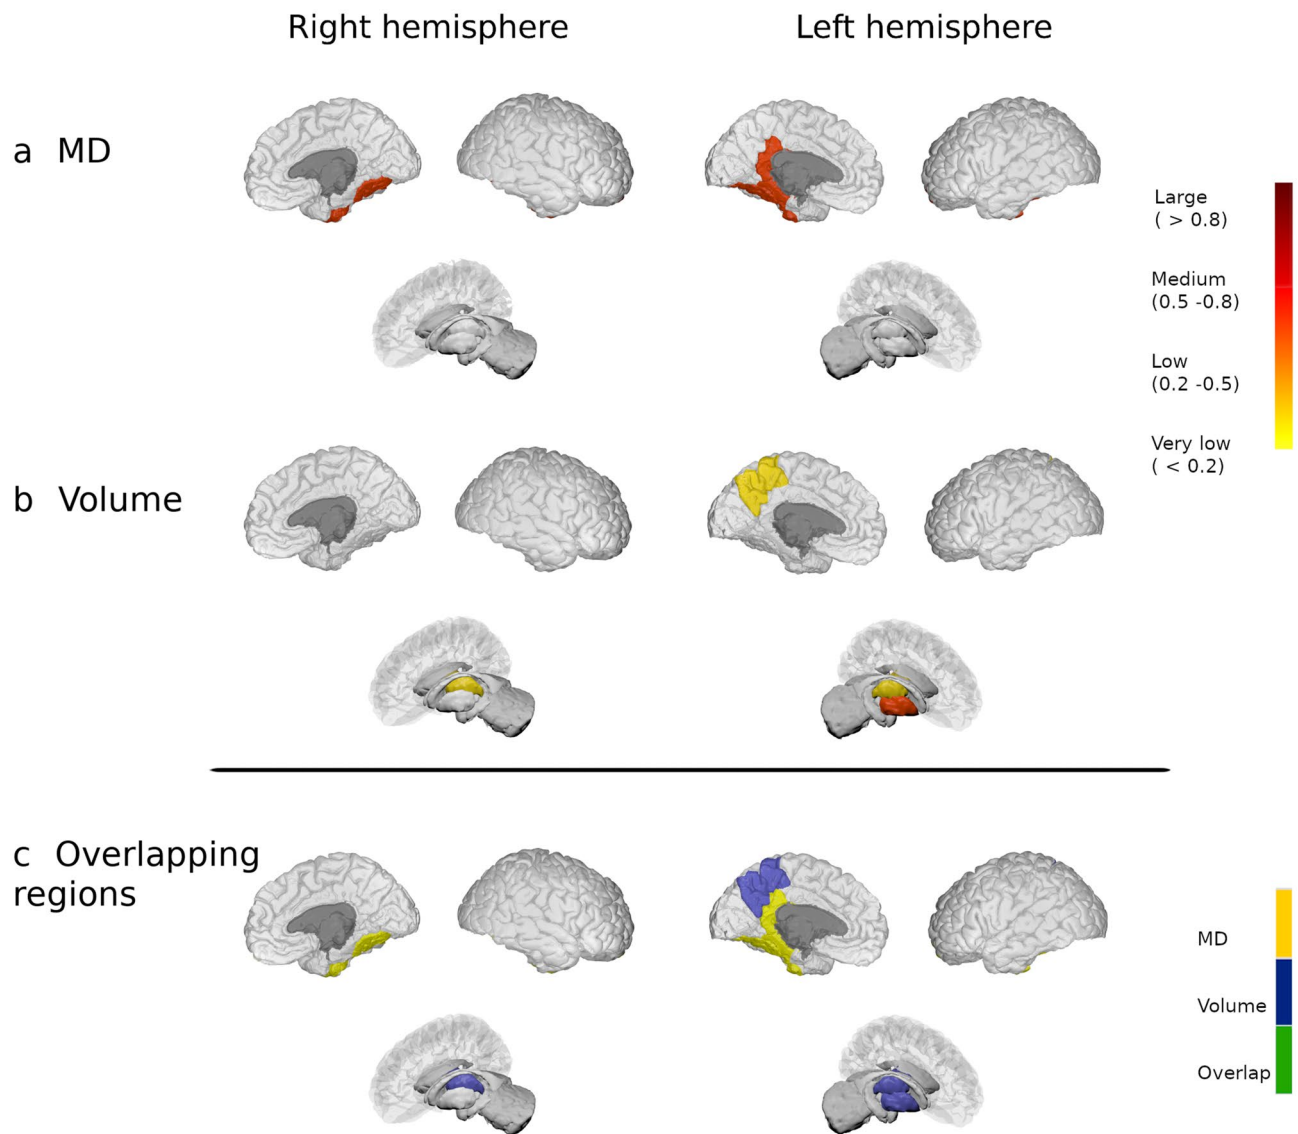 Right hemisphere
Left hemisphere
a MD
Large
( > 0.8)
Medium
(0.5 -0.8)
Low
(0.2 -0.5)
Very low
( < 0.2)
b Volume
c Overlapping
regions
MD
Volume
Overlap